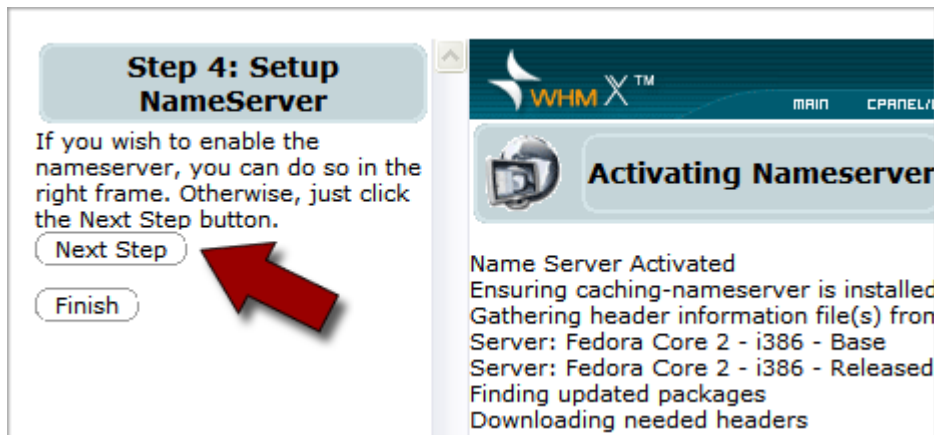 Step 4: Setup
NameServer
If you wish to enable the
nameserver, you can do so in the
right frame. Otherwise, just click
the Next Step button.
Next Step
Finish
WHM X ™
MAIN CPANEL/
Activating Nameserver
Name Server Activated
Ensuring caching-nameserver is installed
Gathering header information file(s) from
Server: Fedora Core 2 - i386 - Base
Server: Fedora Core 2 - i386 - Released
Finding updated packages
Downloading needed headers